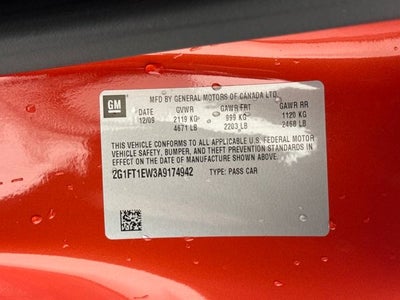 GM
MFD BY GENERAL MOTORS OF CANADA LTD.
DATE GVWR GAWR FRT GAWR RR
12/09 2119 KG 999 KG 1120 KG
4671 LB 2203 LB 2468 LB
THIS VEHICLE CONFORMS TO ALL APPLICABLE U.S. FEDERAL MOTOR
VEHICLE SAFETY, BUMPER, AND THEFT PREVENTION STANDARDS IN
EFFECT ON THE DATE OF MANUFACTURE SHOWN ABOVE.
2G1FT1EW3A9174942 TYPE: PASS CAR